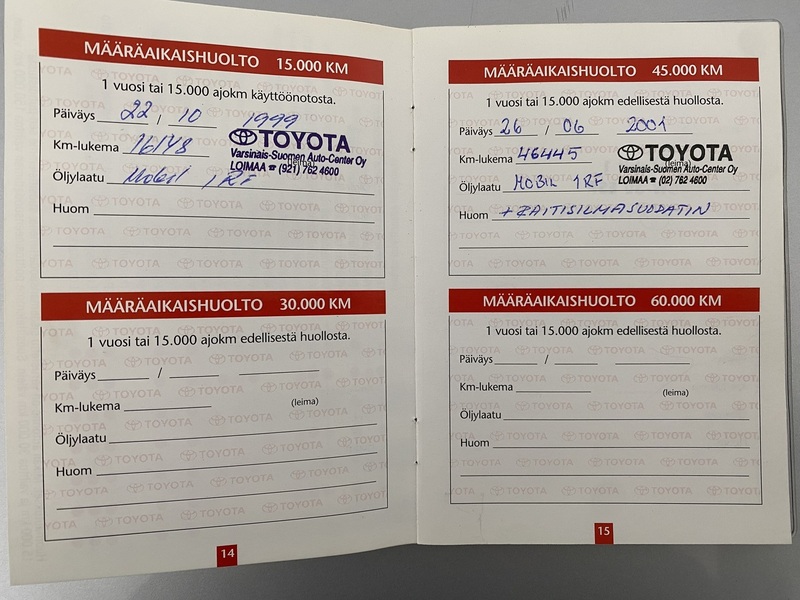 MÄÄRÄAIKAISHUOLTO 15.000 KM
1 vuosi tai 15.000 ajokm käyttöönotosta.
Päiväys 22 / 10 1999
Km-lukema 16148
TOYOTA
(leima)
Varsinais-Suomen Auto-Center Oy
LOIMAA ☎ (921) 762 4600
Öljylaatu Mobil 1RF
Huom
MÄÄRÄAIKAISHUOLTO 30.000 KM
1 vuosi tai 15.000 ajokm edellisestä huollosta.
Päiväys /
Km-lukema (leima)
Öljylaatu
Huom
14
MÄÄRÄAIKAISHUOLTO 45.000 KM
1 vuosi tai 15.000 ajokm edellisestä huollosta.
Päiväys 26 / 06 2001
Km-lukema 46445
TOYOTA
(leima)
Varsinais-Suomen Auto-Center Oy
LOIMAA ☎ (02) 762 4600
Öljylaatu MOBIL 1RF
Huom + RAITISILMASUODATIN
MÄÄRÄAIKAISHUOLTO 60.000 KM
1 vuosi tai 15.000 ajokm edellisestä huollosta.
Päiväys /
Km-lukema (leima)
Öljylaatu
Huom
15